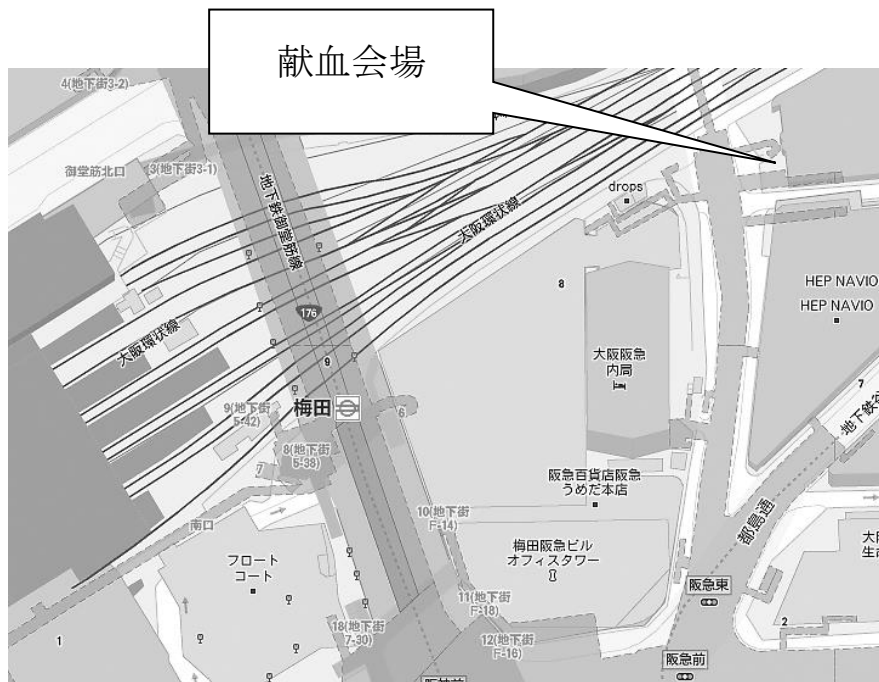 献血会場
4(地下街3-2)
御堂筋北口
3(地下街3-1)
地下鉄御堂筋線
大阪環状線
drops
8
HEP NAVIO
HEP NAVIO
176
大阪環状線
9
大阪阪急
内局
7
梅田
6
9(地下街
5-42)
8(地下街
5-38)
7
阪急百貨店阪急
うめだ本店
南口
10(地下街
F-14)
都島通
梅田阪急ビル
オフィスタワー
フロート
コート
阪急東
11(地下街
F-18)
18(地下街
7-30)
12(地下街
F-16)
1
2
阪急前